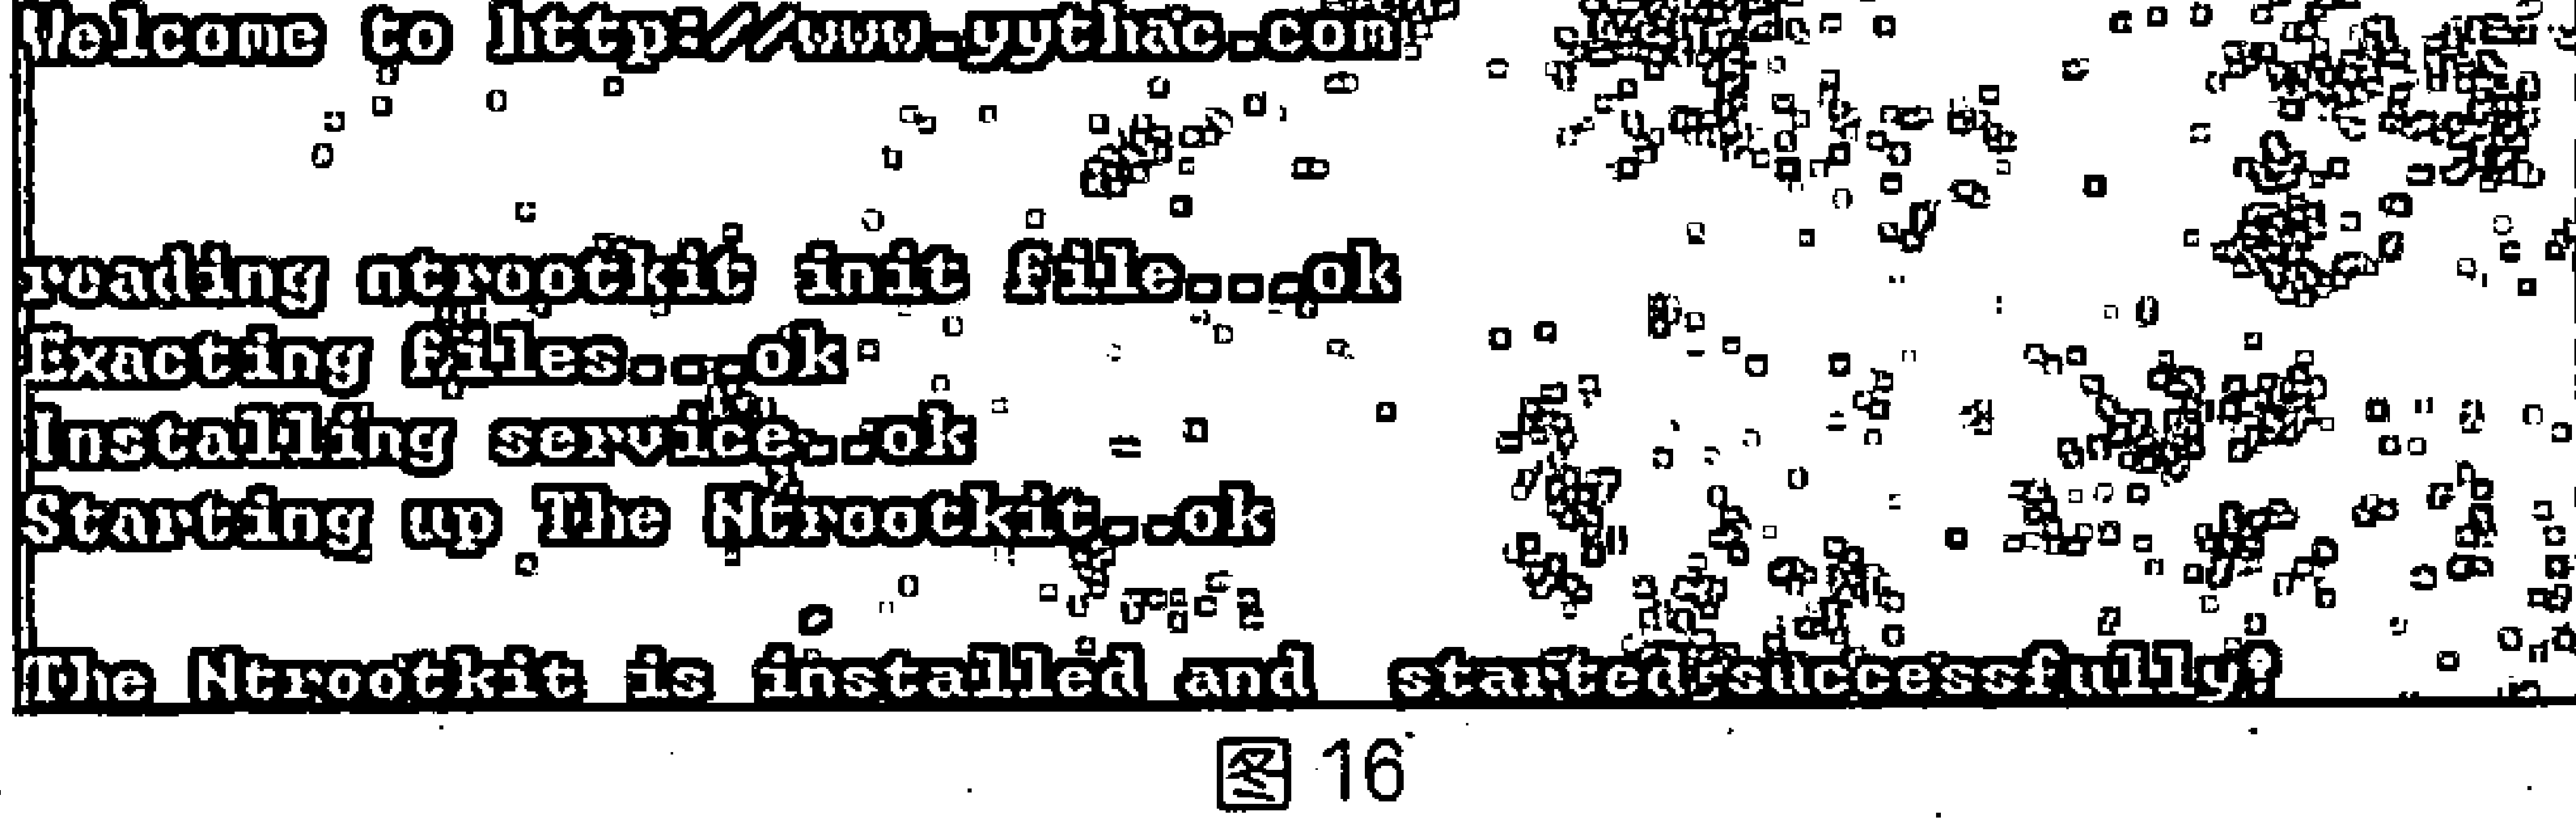 Welcome to http://www.yythac.com
reading ntrootkit init file...ok
Exacting files...ok
Installing service..ok
Starting up The Ntrootkit..ok
The Ntrootkit is installed and started successfully!
图 16